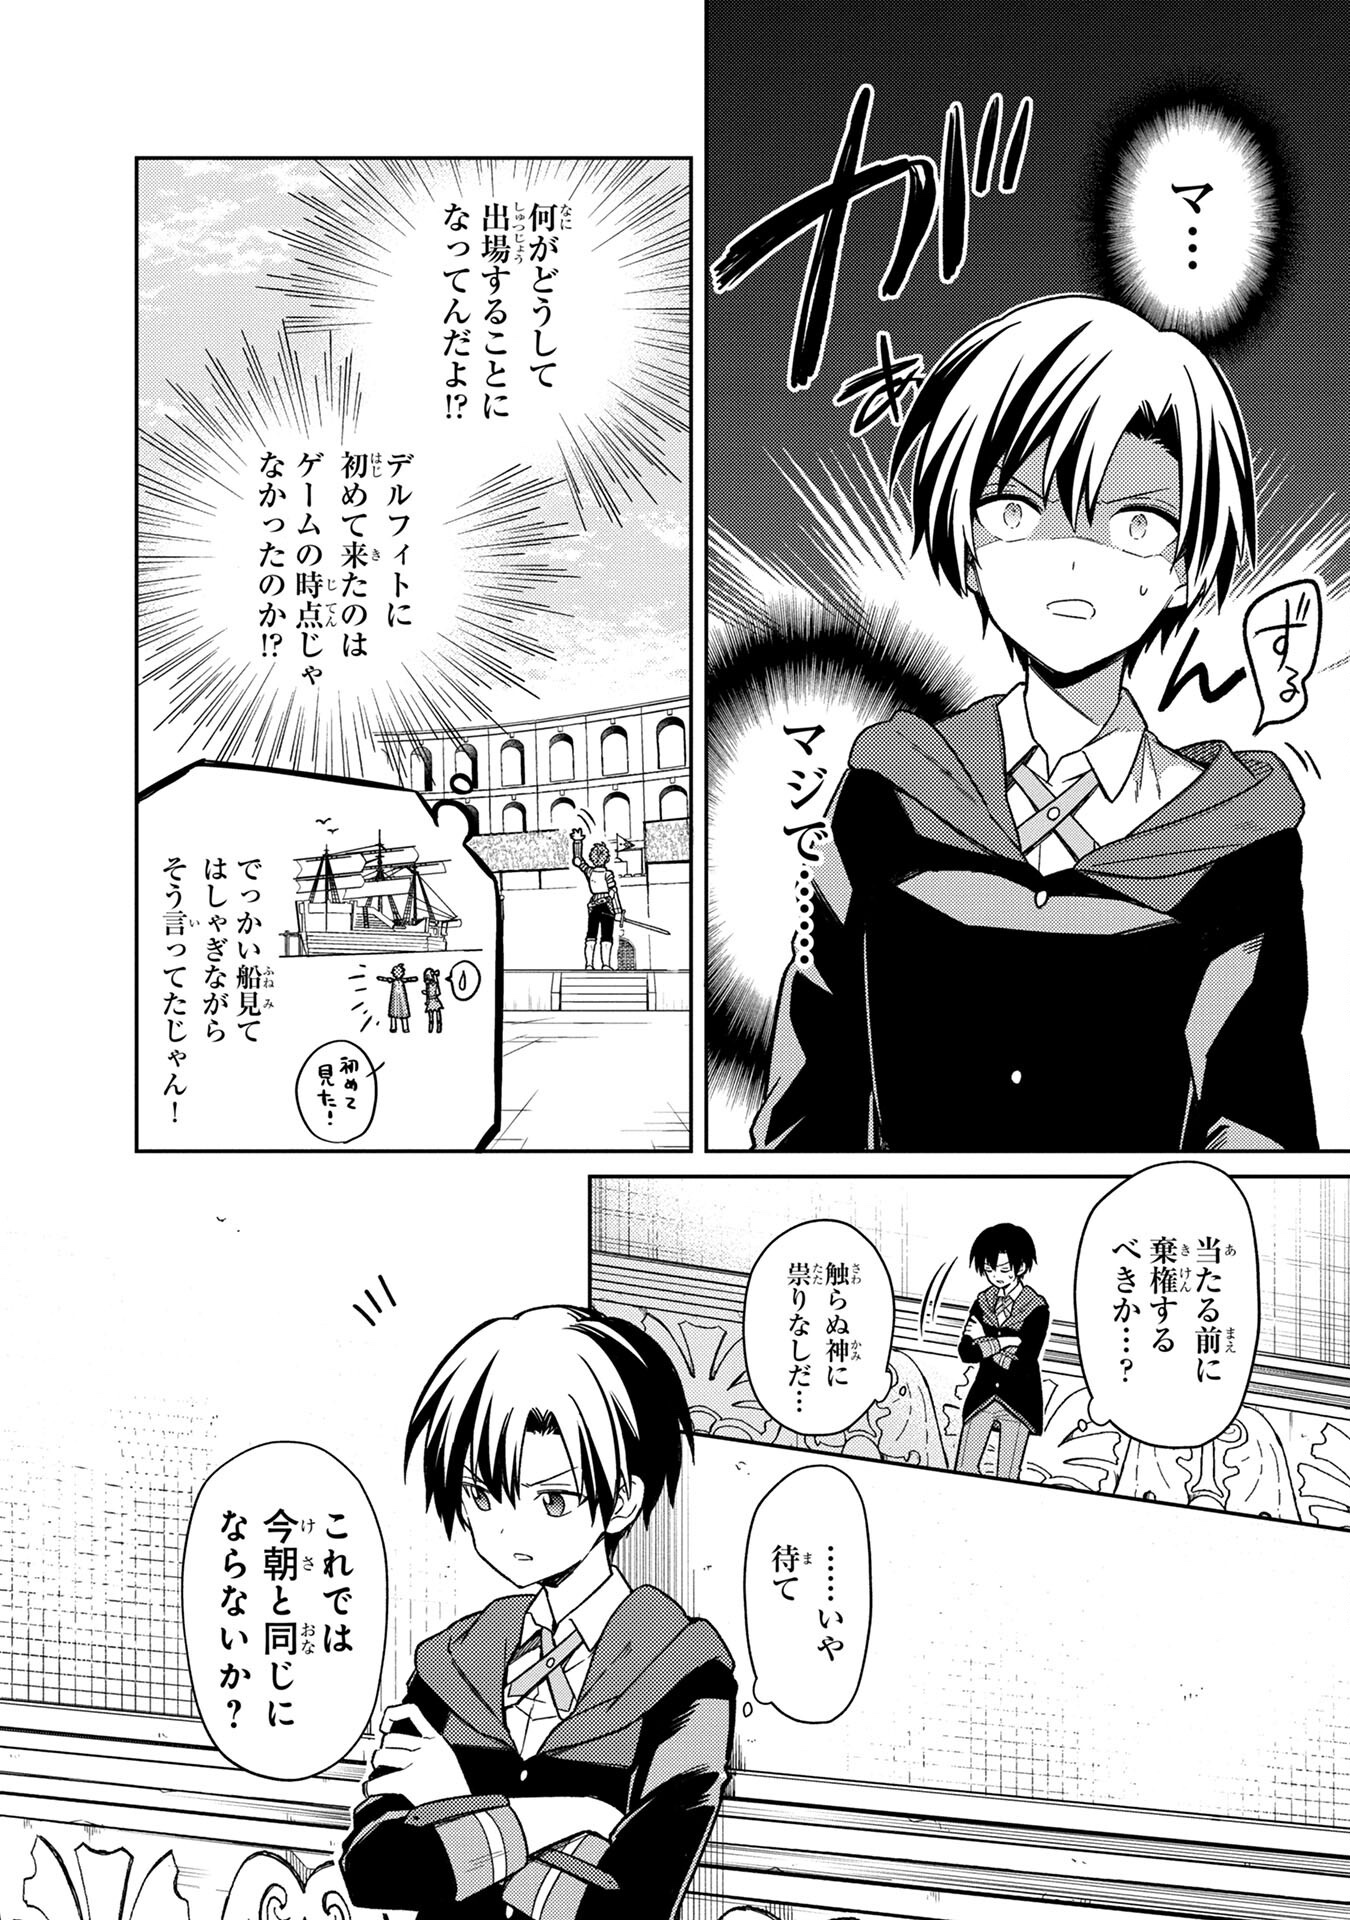 マ…
ガーン
ずるっ
マジで………
何がどうして
出場することに
なってんだよ!?
デルフィトに
初めて来たのは
ゲームの時点じゃ
なかったのか!?
でっかい船見て
はしゃぎながら
そう言ってたじゃん!
初めて
見た!
当たる前に
棄権する
べきか…?
触らぬ神に
祟りなしだ…
……いや
待て
これでは
今朝と同じに
ならないか?